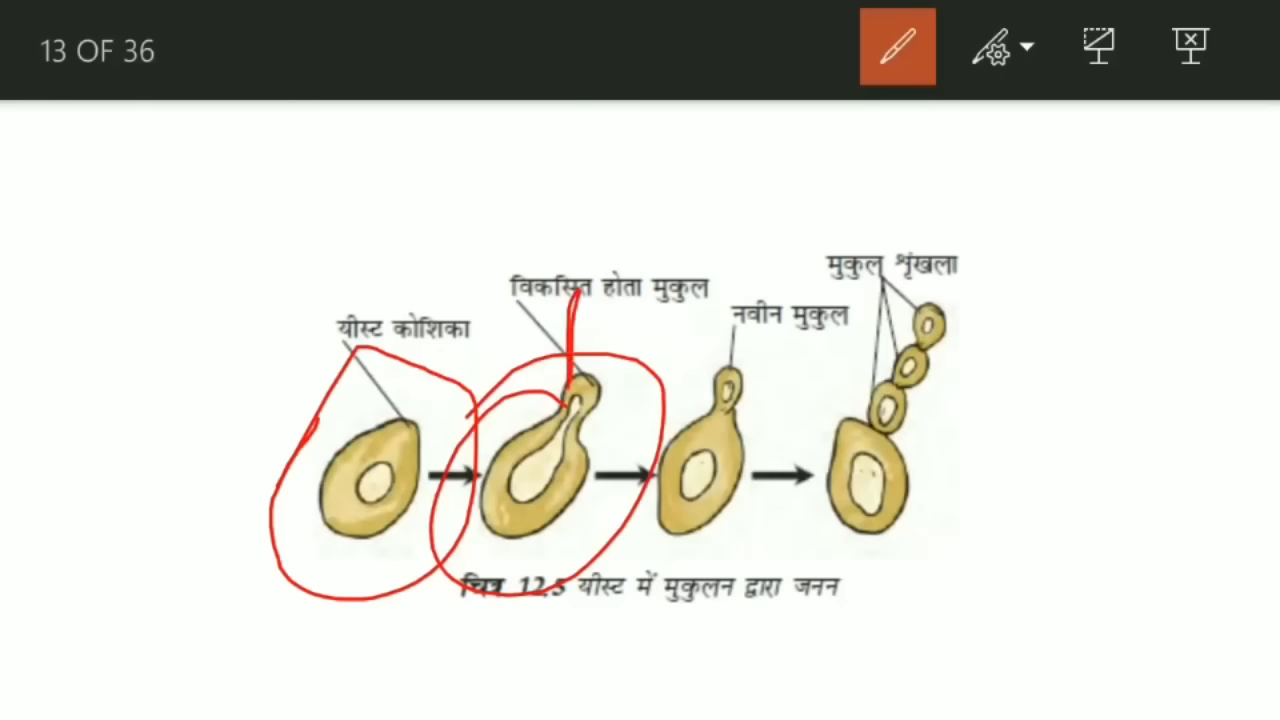 13 OF 36
मुकुल शृंखला
विकसित होता मुकुल
नवीन मुकुल
यीस्ट कोशिका
चित्र 12.5 यीस्ट में मुकुलन द्वारा जनन